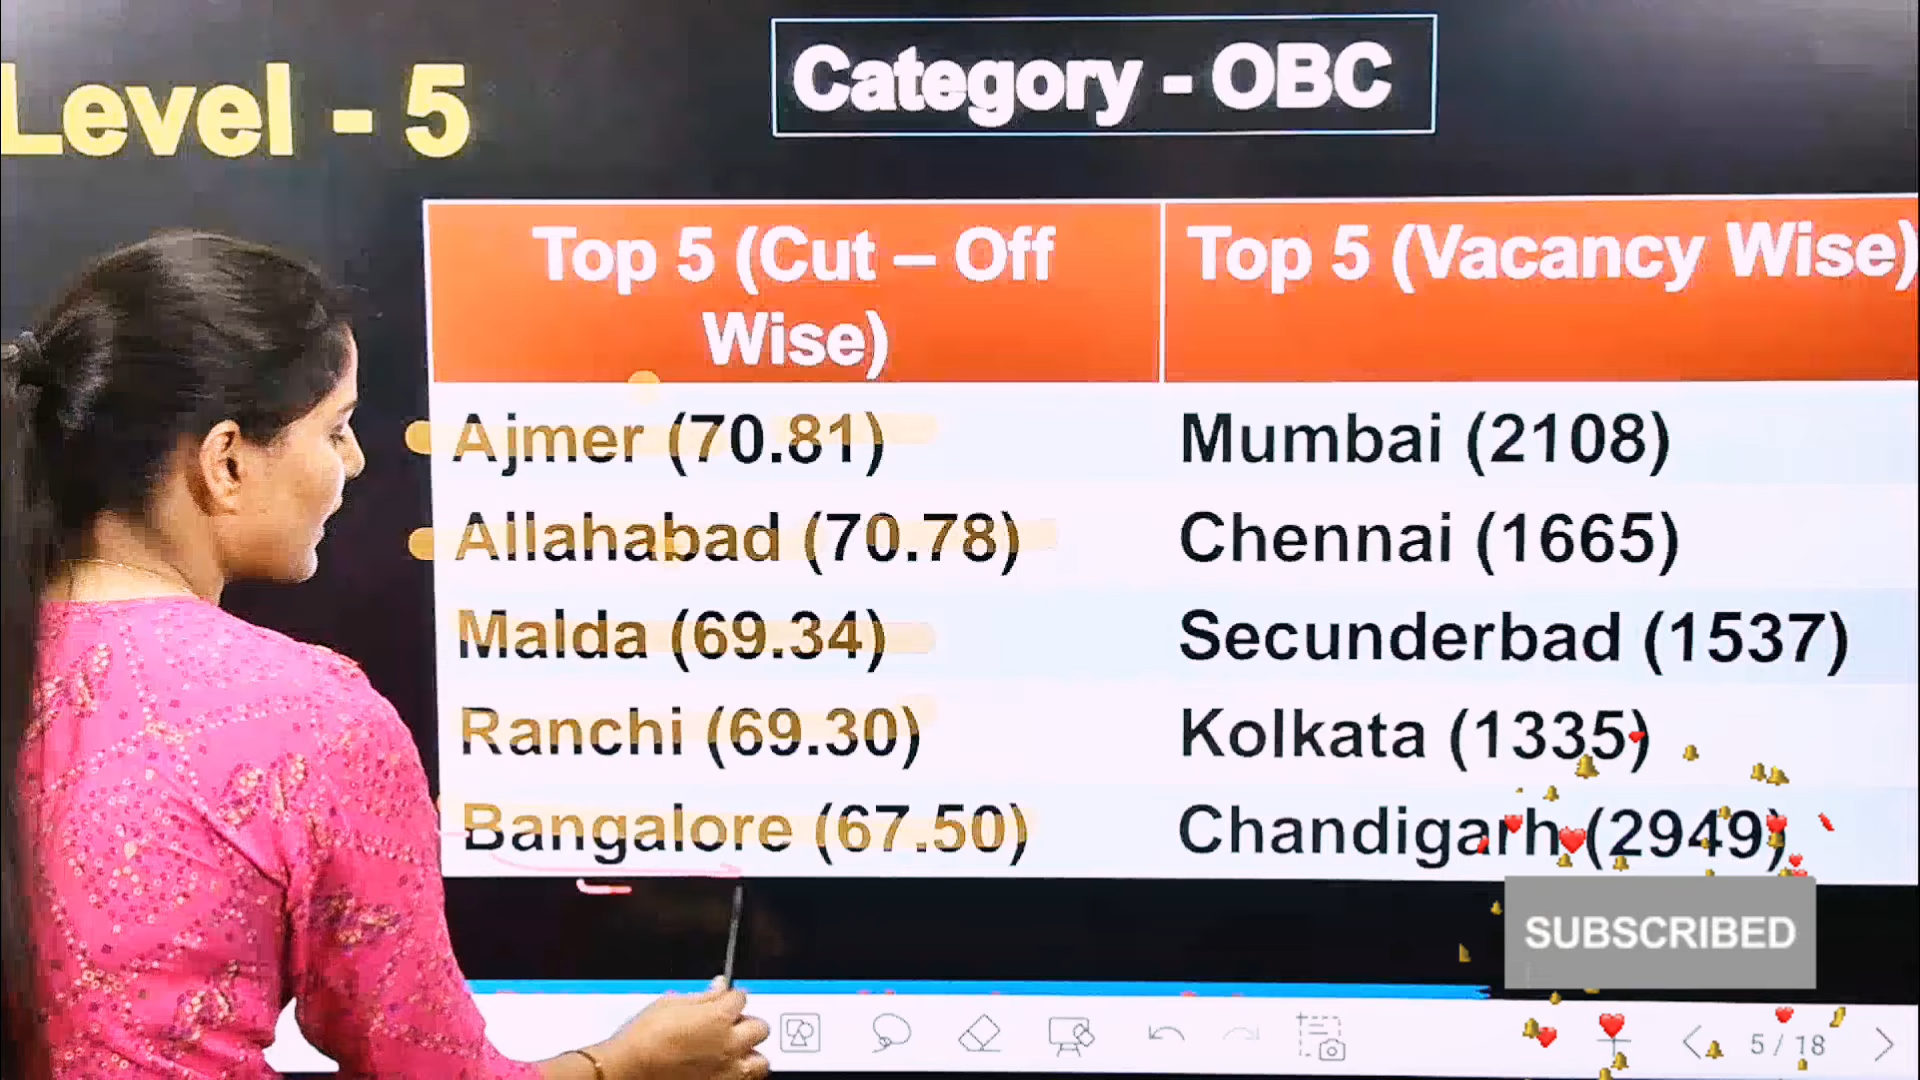 Level - 5
Category - OBC
Top 5 (Cut – Off
Wise)
Top 5 (Vacancy Wise)
Ajmer (70.81)
Mumbai (2108)
Allahabad (70.78)
Chennai (1665)
Malda (69.34)
Secunderbad (1537)
Ranchi (69.30)
Kolkata (1335)
Bangalore (67.50)
Chandigarh (2949)
SUBSCRIBED
5 / 18